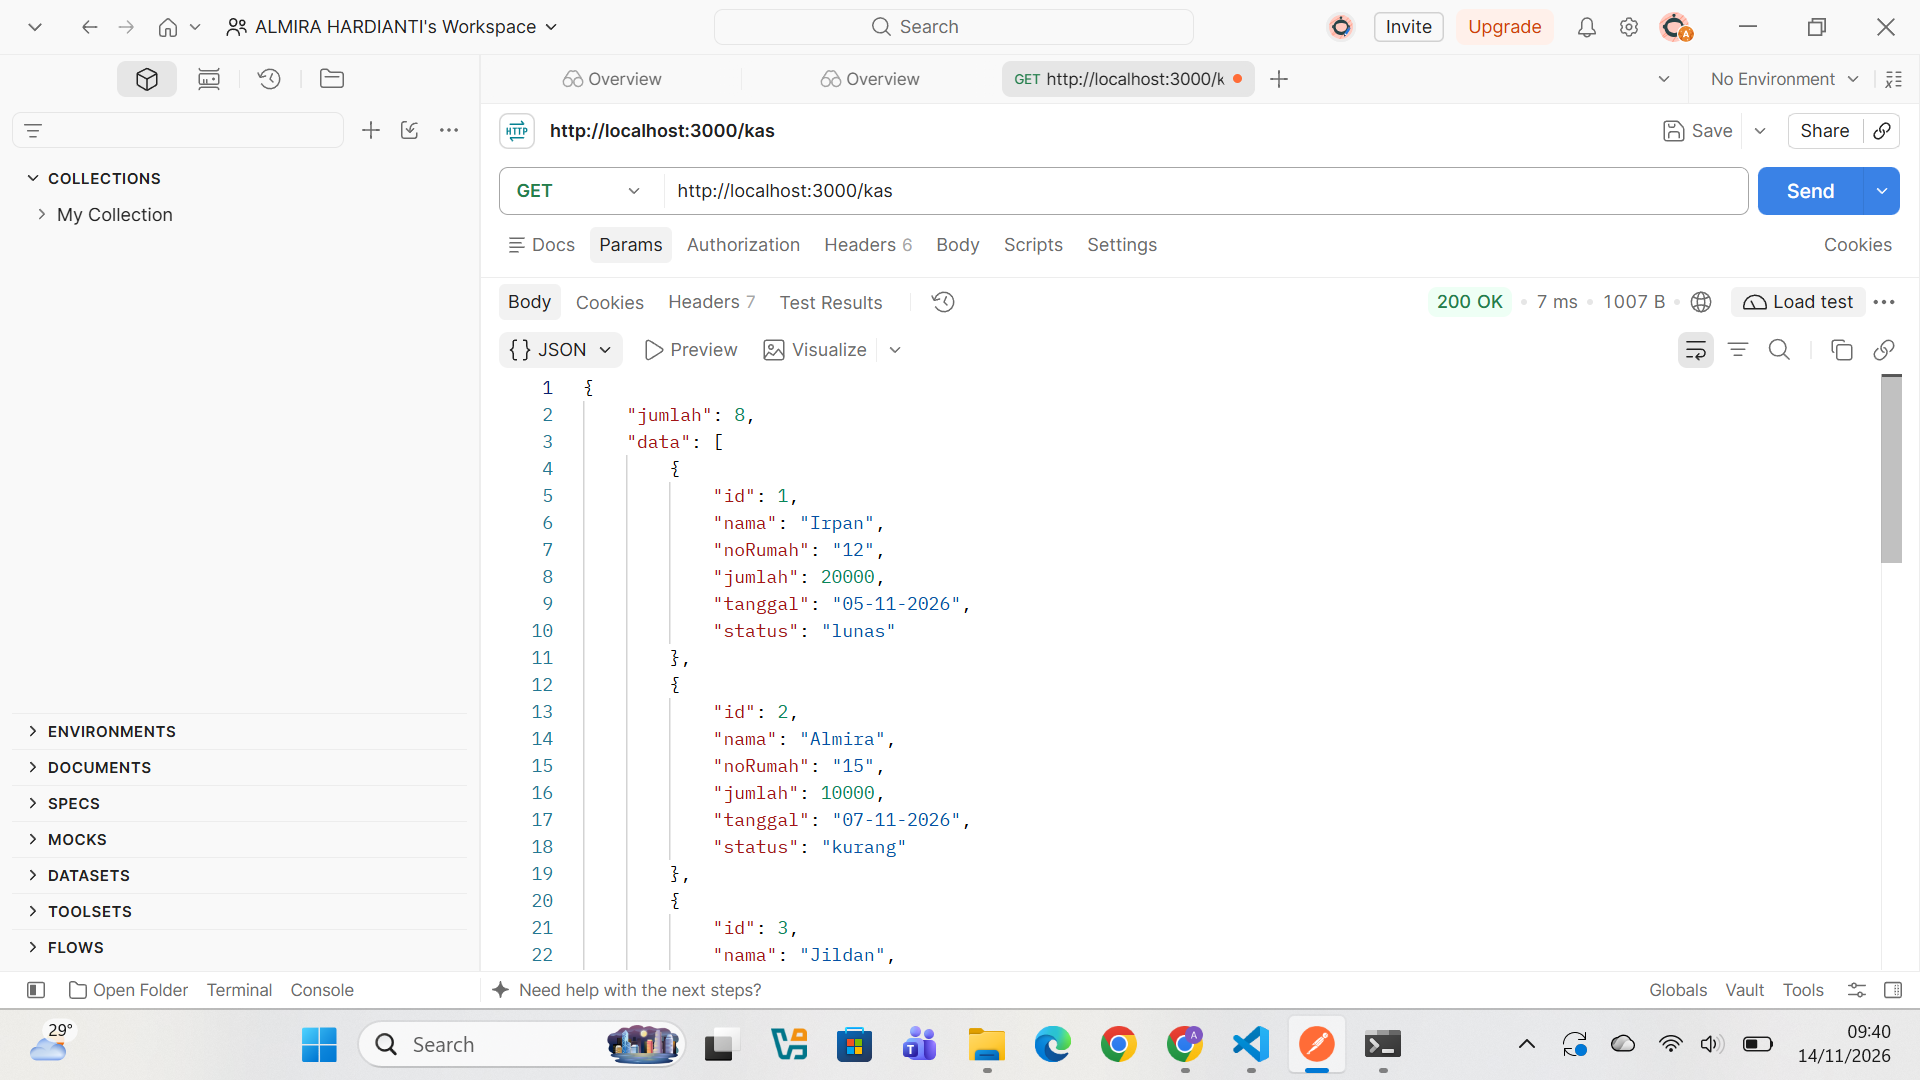 ALMIRA HARDIANTI's Workspace
Search
Invite
Upgrade
Overview
Overview
GET http://localhost:3000/k
No Environment
HTTP
http://localhost:3000/kas
Save
Share
COLLECTIONS
My Collection
GET
http://localhost:3000/kas
Send
Docs
Params
Authorization
Headers 6
Body
Scripts
Settings
Cookies
Body
Cookies
Headers 7
Test Results
200 OK
7 ms
1007 B
Load test
{ } JSON
Preview
Visualize
1 {
2 "jumlah": 8,
3 "data": [
4 {
5 "id": 1,
6 "nama": "Irpan",
7 "noRumah": "12",
8 "jumlah": 20000,
9 "tanggal": "05-11-2026",
10 "status": "lunas"
11 },
12 {
13 "id": 2,
14 "nama": "Almira",
15 "noRumah": "15",
16 "jumlah": 10000,
17 "tanggal": "07-11-2026",
18 "status": "kurang"
19 },
20 {
21 "id": 3,
22 "nama": "Jildan",
ENVIRONMENTS
DOCUMENTS
SPECS
MOCKS
DATASETS
TOOLSETS
FLOWS
Open Folder
Terminal
Console
Need help with the next steps?
Globals
Vault
Tools
29°
Search
09:40
14/11/2026